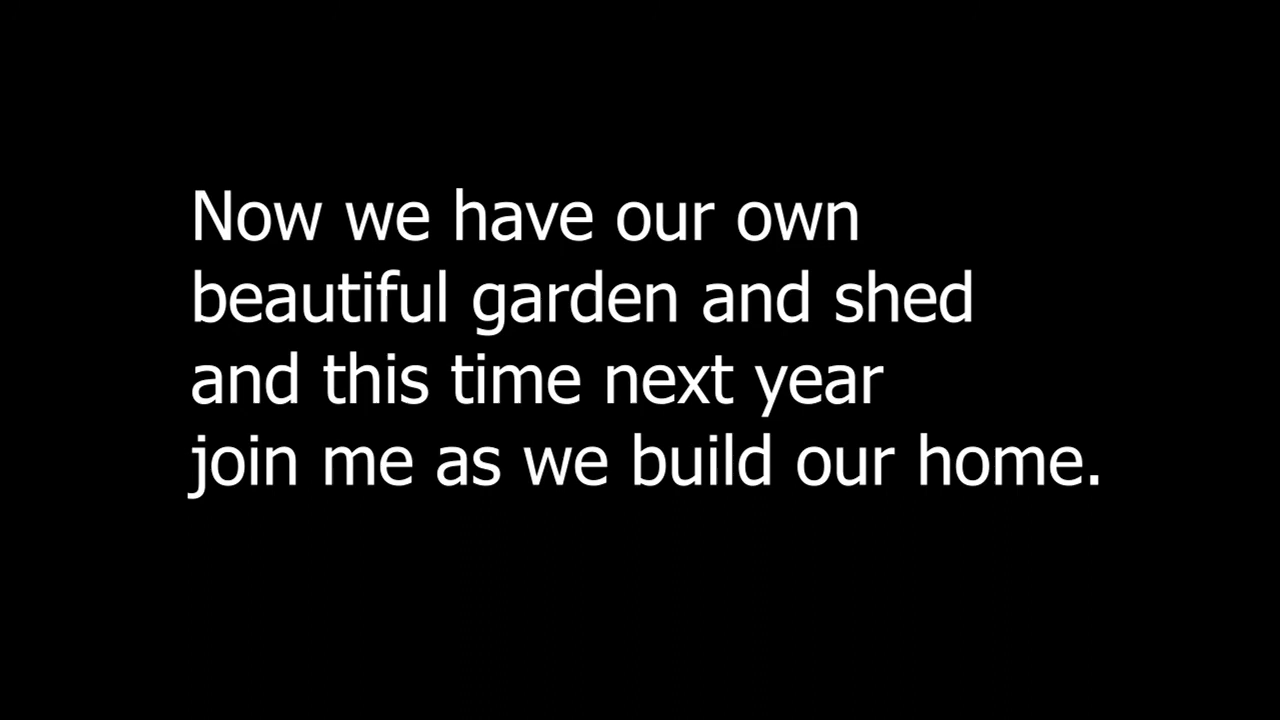 Now we have our own
beautiful garden and shed
and this time next year
join me as we build our home.